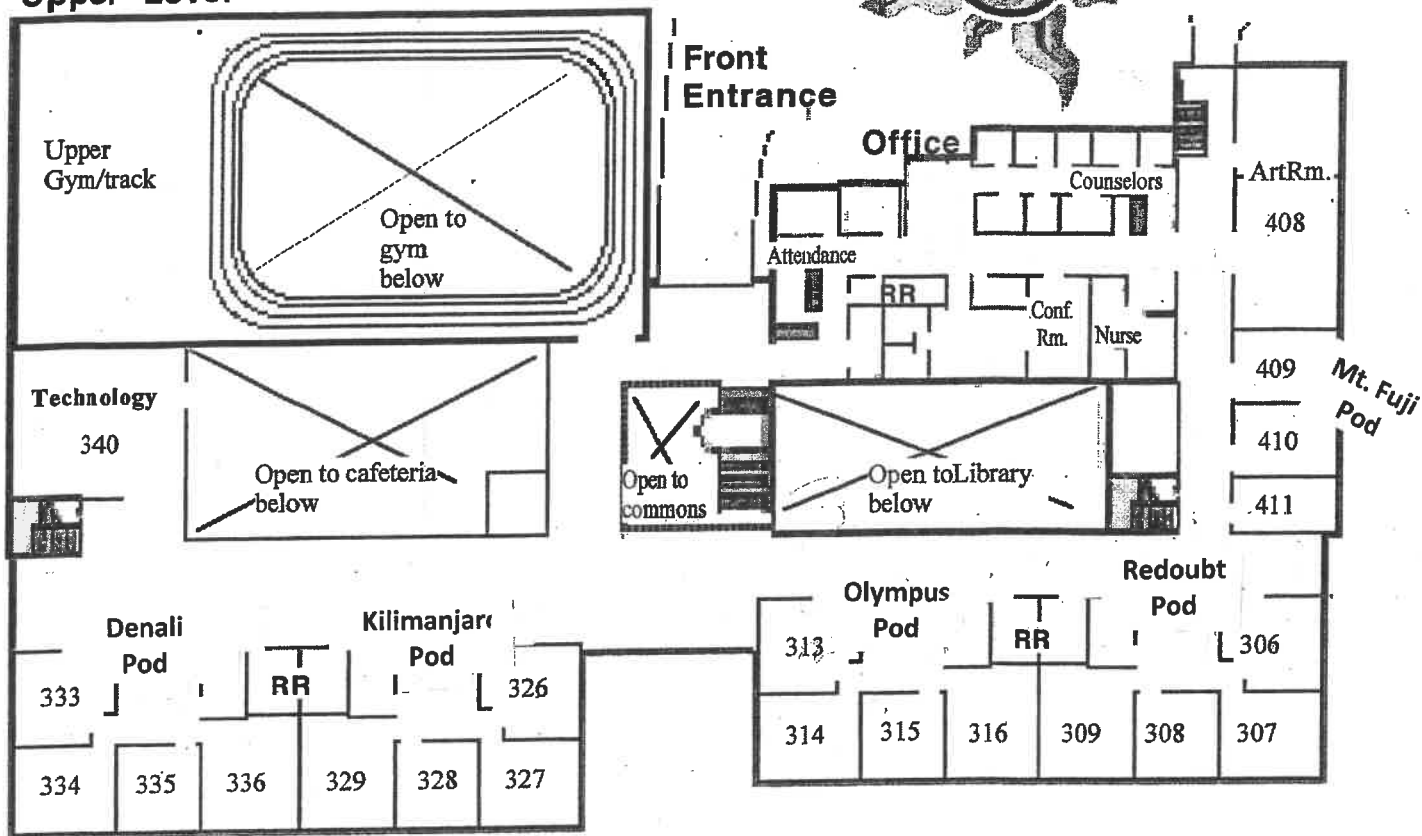 Upper Level
Front
Entrance
Office
Upper
Gym/track
Open to
gym
below
Counselors
ArtRm.
408
Attendance
RR
Conf.
Rm.
Nurse
409
Mt. Fuji
Pod
Technology
340
410
Open to cafeteria
below
Open to
commons
Open toLibrary
below
411
Denali
Pod
Kilimanjaro
Pod
Olympus
Pod
Redoubt
Pod
333
RR
326
313
RR
306
334
335
336
329
328
327
314
315
316
309
308
307